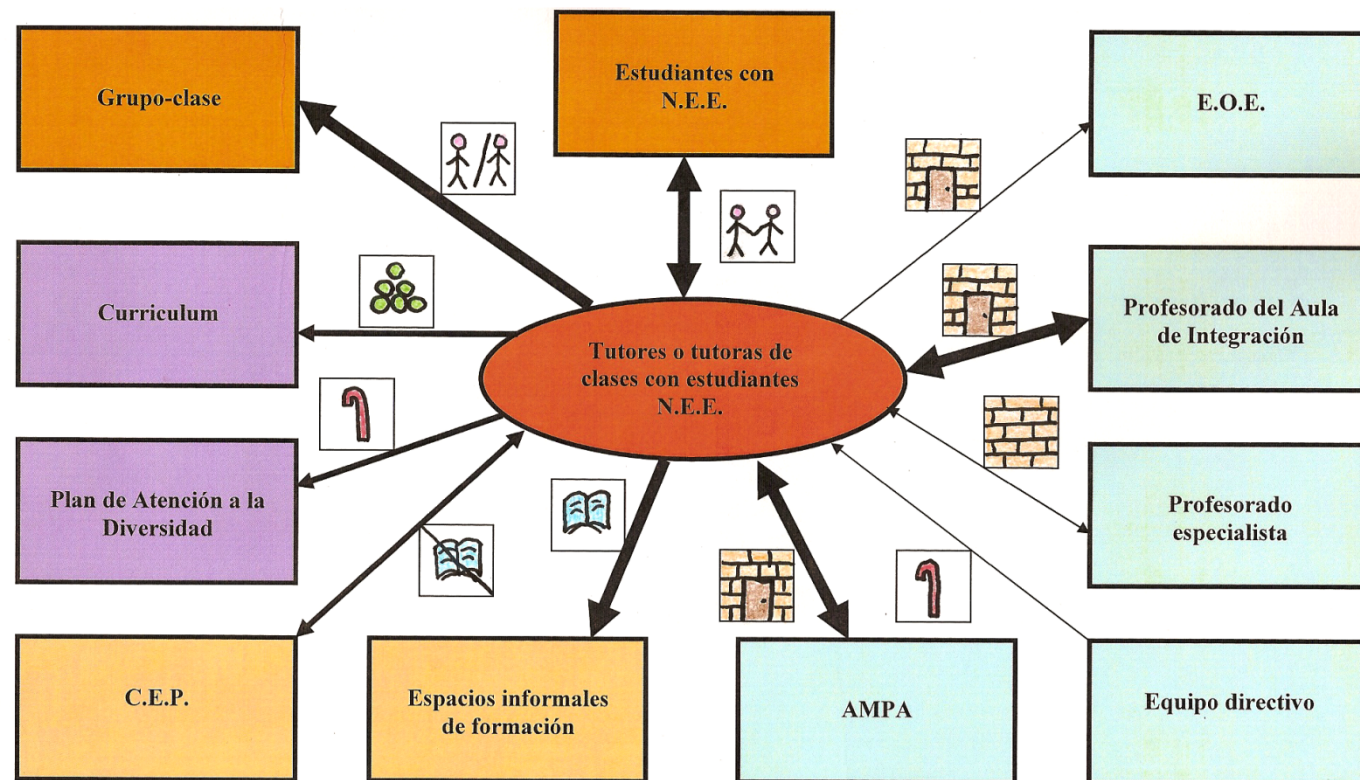 Grupo-clase
Estudiantes con
N.E.E.
E.O.E.
Curriculum
Profesorado del Aula
de Integración
Tutores o tutoras de
clases con estudiantes
N.E.E.
Plan de Atención a la
Diversidad
Profesorado
especialista
C.E.P.
Espacios informales
de formación
AMPA
Equipo directivo